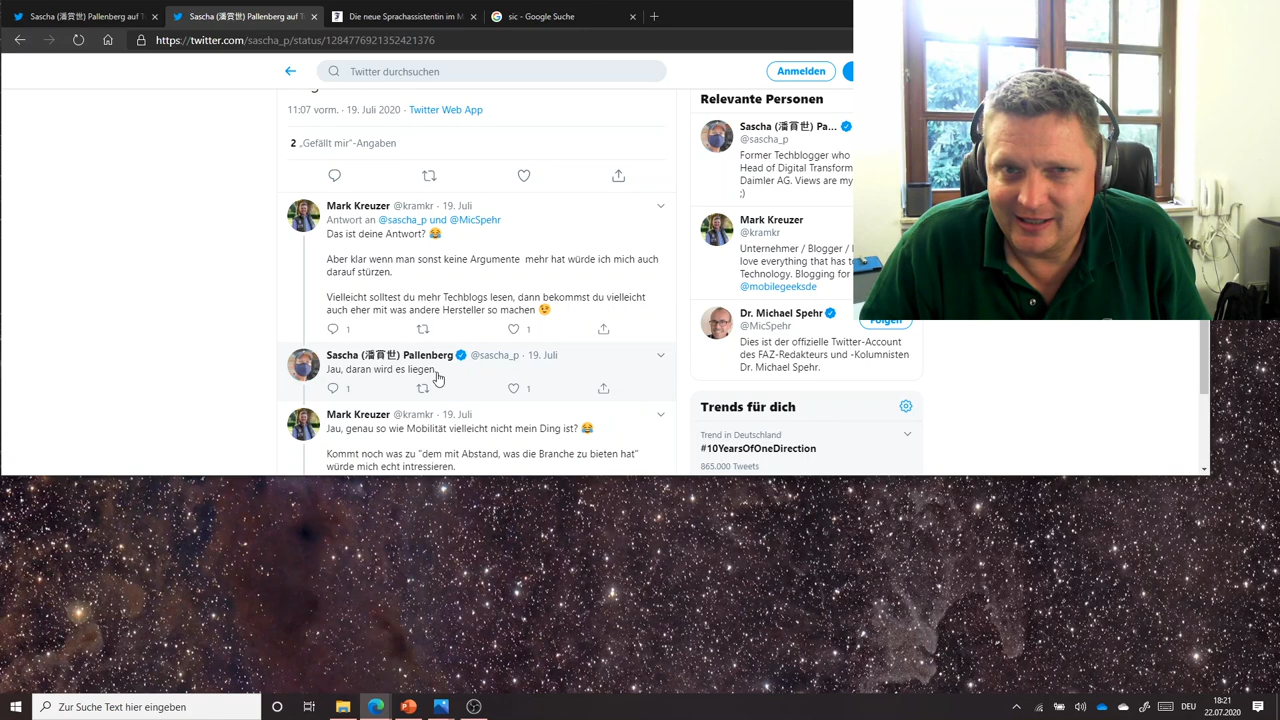 Sascha (潘賞世) Pallenberg auf T
Sascha (潘賞世) Pallenberg auf T
Die neue Sprachassistentin im M
sic - Google Suche
https://twitter.com/sascha_p/status/1284776921352421376
Twitter durchsuchen
Anmelden
11:07 vorm. · 19. Juli 2020 · Twitter Web App
2 „Gefällt mir“-Angaben
Mark Kreuzer @kramkr · 19. Juli
Antwort an @sascha_p und @MicSpehr
Das ist deine Antwort? 😂
Aber klar wenn man sonst keine Argumente mehr hat würde ich mich auch
darauf stürzen.
Vielleicht solltest du mehr Techblogs lesen, dann bekommst du vielleicht
auch eher mit was andere Hersteller so machen 😉
1 1
Sascha (潘賞世) Pallenberg @sascha_p · 19. Juli
Jau, daran wird es liegen.
1 1
Mark Kreuzer @kramkr · 19. Juli
Jau, genau so wie Mobilität vielleicht nicht mein Ding ist? 😂
Kommt noch was zu "dem mit Abstand, was die Branche zu bieten hat"
würde mich echt intressieren.
Relevante Personen
Sascha (潘賞世) Pa...
@sascha_p
Former Techblogger who
Head of Digital Transform
Daimler AG. Views are my
;)
Mark Kreuzer
@kramkr
Unternehmer / Blogger /
love everything that has to
Technology. Blogging for
@mobilegeeksde
Dr. Michael Spehr
@MicSpehr
Folgen
Dies ist der offizielle Twitter-Account
des FAZ-Redakteurs und -Kolumnisten
Dr. Michael Spehr.
Trends für dich
Trend in Deutschland
#10YearsOfOneDirection
865.000 Tweets
Zur Suche Text hier eingeben
DEU
18:21
22.07.2020